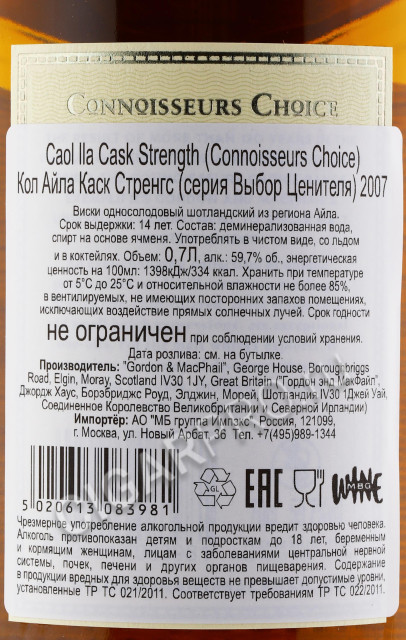 CONNOISSEURS CHOICE
Caol Ila Cask Strength (Connoisseurs Choice)
Кол Айла Каск Стренгс (серия Выбор Ценителя) 2007
Виски односолодовый шотландский из региона Айла.
Срок выдержки: 14 лет. Состав: деминерализованная вода,
спирт на основе ячменя. Употреблять в чистом виде, со льдом
и в коктейлях. Объем: 0,7Л, алк.: 59,7% об., энергетическая
ценность на 100мл: 1398кДж/334 ккал. Хранить при температуре
от 5°С до 25°С и относительной влажности не более 85%,
в вентилируемых, не имеющих посторонних запахов помещениях,
исключающих воздействие прямых солнечных лучей. Срок годности
не ограничен при соблюдении условий хранения.
Дата розлива: см. на бутылке.
Производитель: "Gordon & MacPhail", George House, Boroughbriggs
Road, Elgin, Moray, Scotland IV30 1JY, Great Britain ("Гордон энд МакФайл",
Джордж Хаус, Борзбриджс Роуд, Элджин, Морей, Шотландия, IV30 1Джей Уай,
Соединенное Королевство Великобритании и Северной Ирландии)
Импортёр: АО "МБ группа импэкс", Россия, 121099,
г. Москва, ул. Новый Арбат, 36 Тел. +7(495)989-1344
5 020613 083981
AGL
EAC
WINE
MBG
Чрезмерное употребление алкогольной продукции вредит здоровью человека.
Алкоголь противопоказан детям и подросткам до 18 лет, беременным
и кормящим женщинам, лицам с заболеваниями центральной нервной
системы, почек, печени и других органов пищеварения. Содержание
в продукции вредных для здоровья веществ не превышает допустимые уровни,
установленные ТР ТС 021/2011. Соответствует требованиям ТР ТС 022/2011.